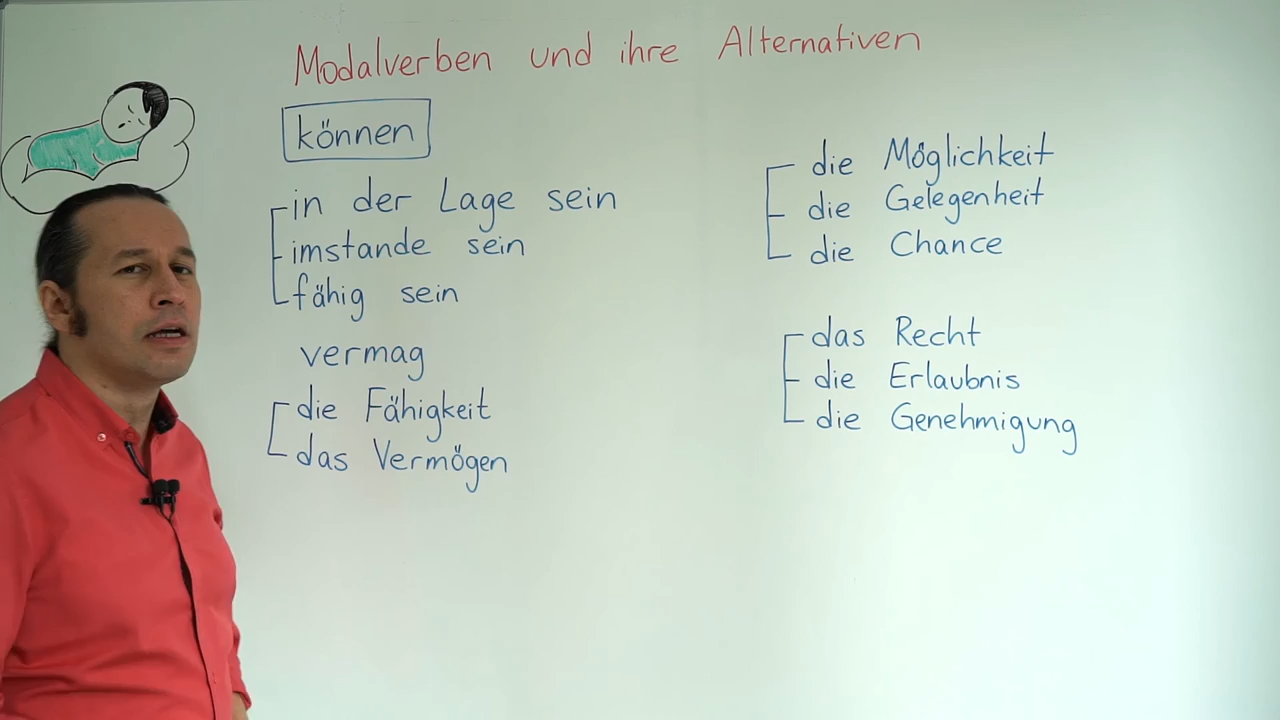 Modalverben und ihre Alternativen
können
in der Lage sein
imstande sein
fähig sein
vermag
die Fähigkeit
das Vermögen
die Möglichkeit
die Gelegenheit
die Chance
das Recht
die Erlaubnis
die Genehmigung